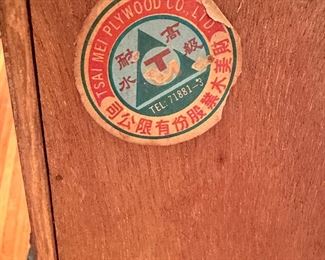 TSAI MEI PLYWOOD CO., LTD
高級
耐水
TEL: 71881-3
財美木業股份有限公司